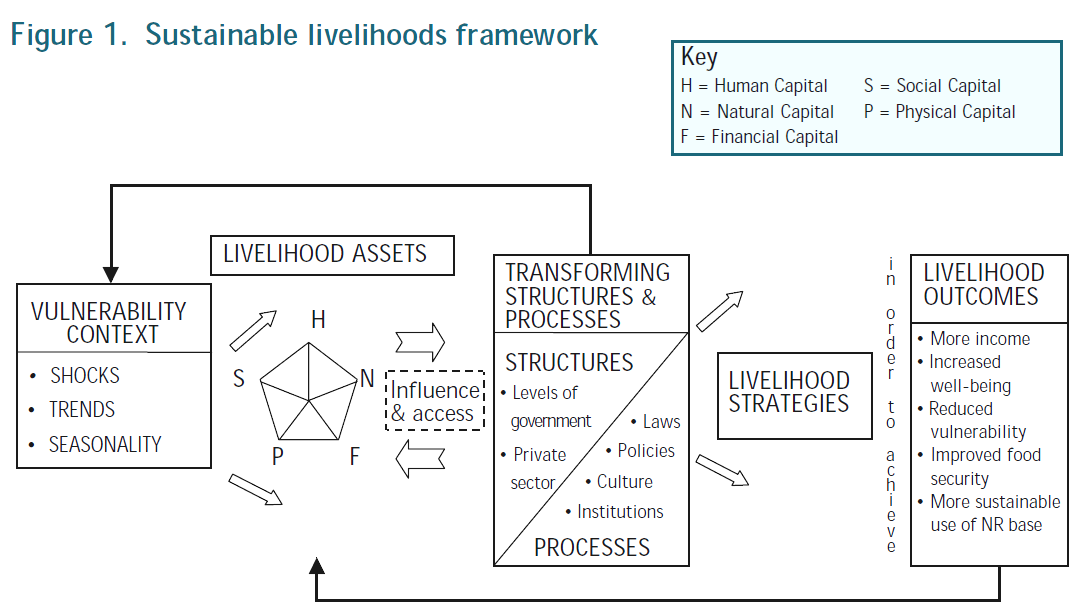 Figure 1. Sustainable livelihoods framework
Key
H = Human Capital S = Social Capital
N = Natural Capital P = Physical Capital
F = Financial Capital
VULNERABILITY
CONTEXT
• SHOCKS
• TRENDS
• SEASONALITY
LIVELIHOOD ASSETS
H
S
N
P
F
Influence
& access
TRANSFORMING
STRUCTURES &
PROCESSES
STRUCTURES
• Levels of
government
• Private
sector
• Laws
• Policies
• Culture
• Institutions
PROCESSES
LIVELIHOOD
STRATEGIES
in order to achieve
LIVELIHOOD
OUTCOMES
• More income
• Increased
well-being
• Reduced
vulnerability
• Improved food
security
• More sustainable
use of NR base